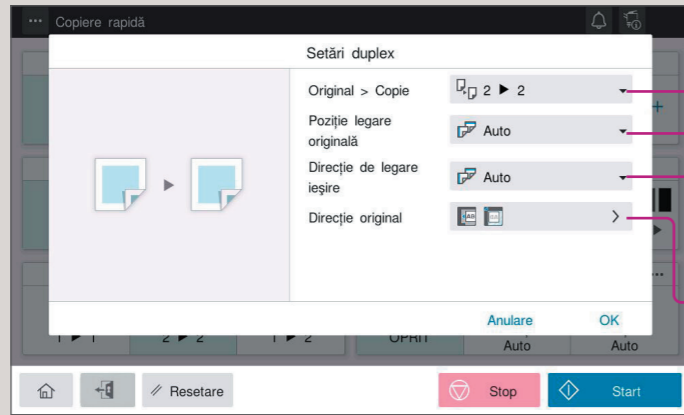 Copiere rapidă
Setări duplex
Original > Copie
2 ▶ 2
Poziție legare
originală
Auto
Direcție de legare
ieşire
Auto
Direcție original
Anulare
OK
1 ▶ 1
2 ▶ 2
1 ▶ 2
OPRIT
Auto
Auto
Resetare
Stop
Start